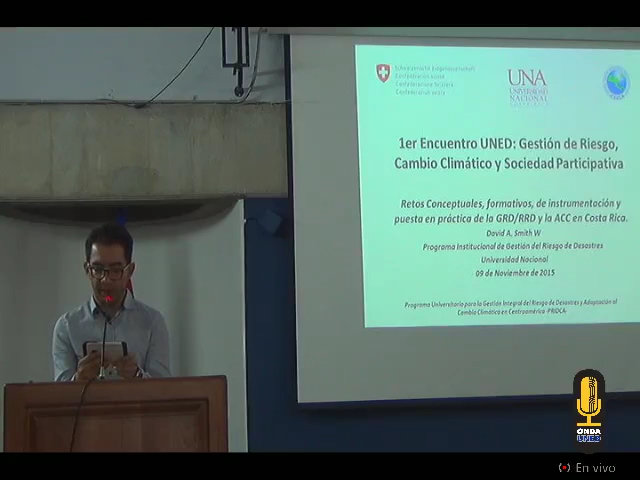 Schweizerische Eidgenossenschaft
Confédération suisse
Confederazione Svizzera
Confederaziun svizra
UNA
UNIVERSIDAD
NACIONAL
1er Encuentro UNED: Gestión de Riesgo,
Cambio Climático y Sociedad Participativa
Retos Conceptuales, formativos, de instrumentación y
puesta en práctica de la GRD/RRD y la ACC en Costa Rica.
David A, Smith W
Programa Institucional de Gestión del Riesgo de Desastres
Universidad Nacional
09 de Noviembre de 2015
Programa Universitario para la Gestión Integral del Riesgo de Desastres y Adaptación al
Cambio Climático en Centroamérica -PRIDCA-
ONDA
UNED
En vivo